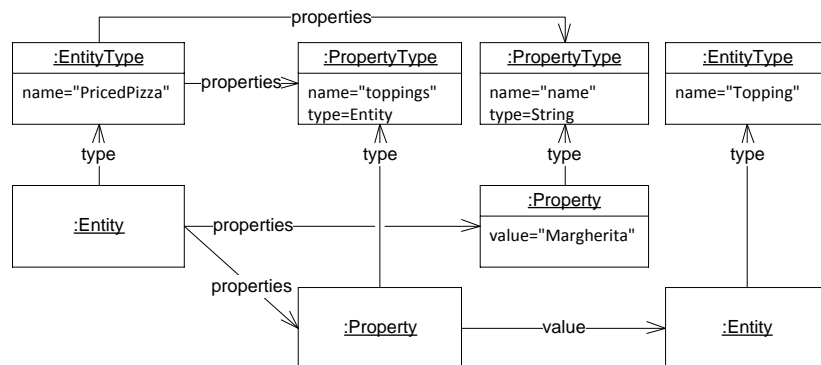 properties
:EntityType
:PropertyType
:PropertyType
:EntityType
name="PricedPizza"
properties
name="toppings"
type=Entity
name="name"
type=String
name="Topping"
type
type
type
type
:Entity
properties
:Property
value="Margherita"
properties
:Property
value
:Entity